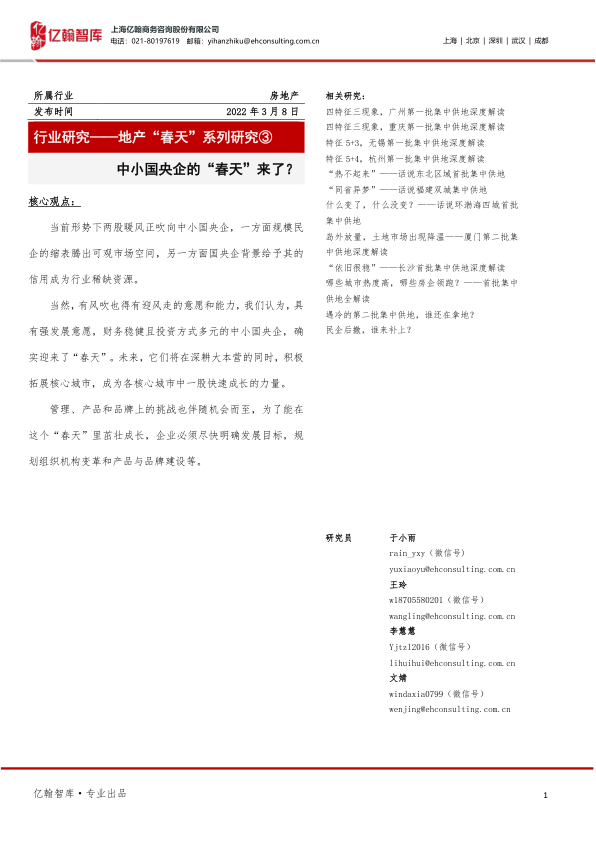 亿翰智库
上海亿翰商务咨询股份有限公司
电话：021-80197619 邮箱：yihanzhiku@ehconsulting.com.cn
上海 | 北京 | 深圳 | 武汉 | 成都
所属行业 房地产
发布时间 2022 年 3 月 8 日
行业研究——地产“春天”系列研究③
中小国央企的“春天”来了？
核心观点：
当前形势下两股暖风正吹向中小国央企，一方面规模民
企的缩表腾出可观市场空间，另一方面国央企背景给予其的
信用成为行业稀缺资源。
当然，有风吹也得有迎风走的意愿和能力，我们认为，具
有强发展意愿，财务稳健且投资方式多元的中小国央企，确
实迎来了“春天”。未来，它们将在深耕大本营的同时，积极
拓展核心城市，成为各核心城市中一股快速成长的力量。
管理、产品和品牌上的挑战也伴随机会而至，为了能在
这个“春天”里茁壮成长，企业必须尽快明确发展目标，规
划组织机构变革和产品与品牌建设等。
相关研究：
四特征三现象，广州第一批集中供地深度解读
四特征三现象，重庆第一批集中供地深度解读
特征 5+3，无锡第一批集中供地深度解读
特征 5+4，杭州第一批集中供地深度解读
“热不起来”——话说东北区域首批集中供地
“同省异梦”——话说福建双城集中供地
什么变了，什么没变？——话说环渤海四城首批
集中供地
岛外放量，土地市场出现降温——厦门第二批集
中供地深度解读
“依旧很稳”——长沙首批集中供地深度解读
哪些城市热度高，哪些房企领跑？——首批集中
供地全解读
遇冷的第二批集中供地，谁还在拿地？
民企后撤，谁来补上？
研究员 于小雨
rain_yxy（微信号）
yuxiaoyu@ehconsulting.com.cn
王玲
w18705580201（微信号）
wangling@ehconsulting.com.cn
李慧慧
Yjtzl2016（微信号）
lihuihui@ehconsulting.com.cn
文婧
windaxia0799（微信号）
wenjing@ehconsulting.com.cn
亿翰智库·专业出品
1